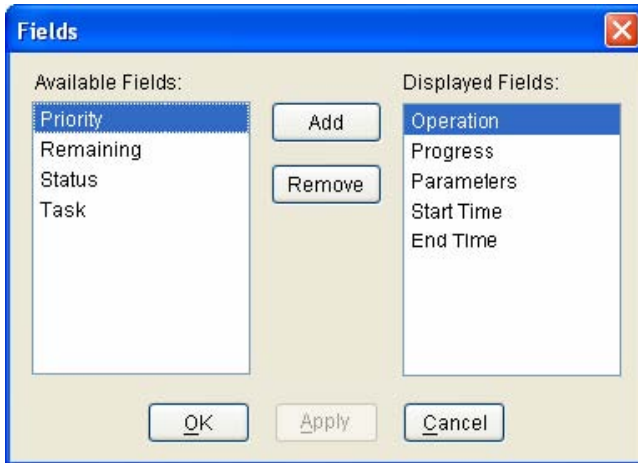 Fields
Available Fields:
Displayed Fields:
Priority
Remaining
Status
Task
Add
Remove
Operation
Progress
Parameters
Start Time
End Time
OK
Apply
Cancel